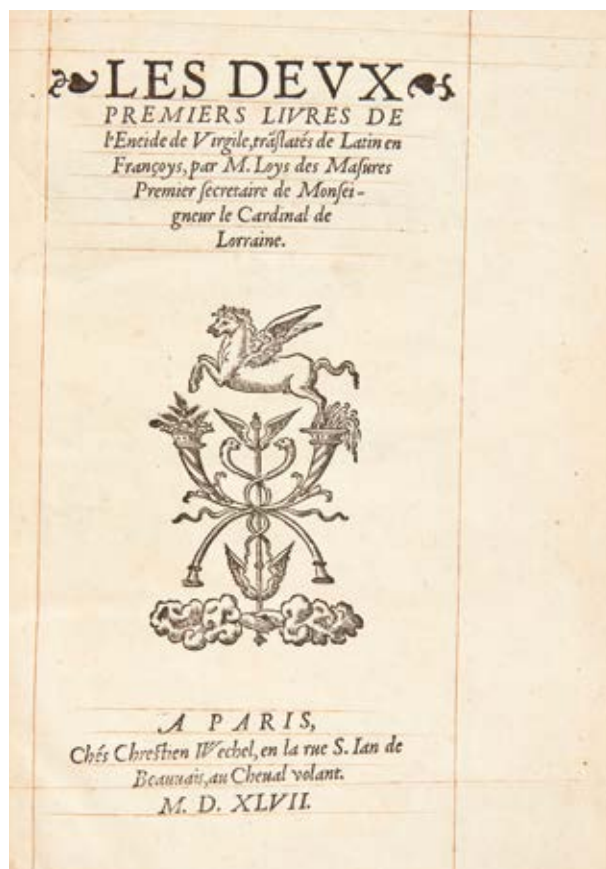 LES DEVX
PREMIERS LIVRES DE
l'Eneide de Virgile, trãſlatés de Latin en
Françoys, par M. Loys des Maſures
Premier ſecretaire de Monſei-
gneur le Cardinal de
Lorraine.
A PARIS,
Chés Chreſtien Wechel, en la rue S. Ian de
Beauuais, au Cheual volant.
M. D. XLVII.